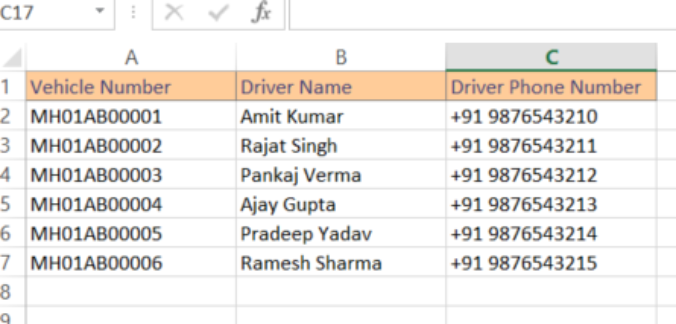 C17 fx
A B C
1 Vehicle Number Driver Name Driver Phone Number
2 MH01AB00001 Amit Kumar +91 9876543210
3 MH01AB00002 Rajat Singh +91 9876543211
4 MH01AB00003 Pankaj Verma +91 9876543212
5 MH01AB00004 Ajay Gupta +91 9876543213
6 MH01AB00005 Pradeep Yadav +91 9876543214
7 MH01AB00006 Ramesh Sharma +91 9876543215
8
9